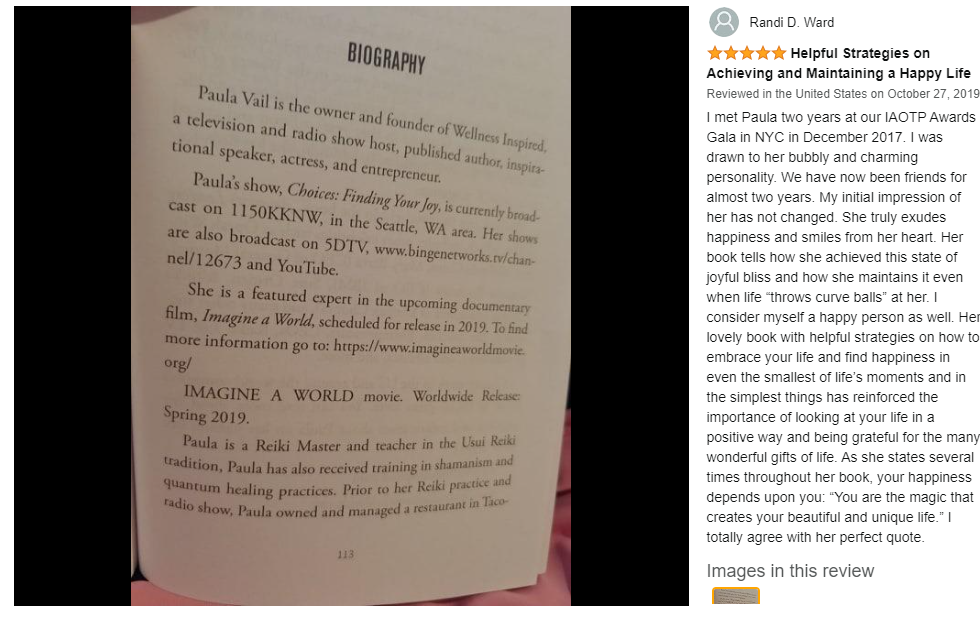 BIOGRAPHY
Paula Vail is the owner and founder of Wellness Inspired,
a television and radio show host, published author, inspira-
tional speaker, actress, and entrepreneur.
Paula's show, Choices: Finding Your Joy, is currently broad-
cast on 1150KKNW, in the Seattle, WA area. Her shows
are also broadcast on 5DTV, www.bingenetworks.tv/chan-
nel/12673 and YouTube.
She is a featured expert in the upcoming documentary
film, Imagine a World, scheduled for release in 2019. To find
more information go to: https://www.imagineaworldmovie.
org/
IMAGINE A WORLD movie. Worldwide Release:
Spring 2019.
Paula is a Reiki Master and teacher in the Usui Reiki
tradition, Paula has also received training in shamanism and
quantum healing practices. Prior to her Reiki practice and
radio show, Paula owned and managed a restaurant in Taco-
113
Randi D. Ward
Helpful Strategies on
Achieving and Maintaining a Happy Life
Reviewed in the United States on October 27, 2019
I met Paula two years at our IAOTP Awards
Gala in NYC in December 2017. I was
drawn to her bubbly and charming
personality. We have now been friends for
almost two years. My initial impression of
her has not changed. She truly exudes
happiness and smiles from her heart. Her
book tells how she achieved this state of
joyful bliss and how she maintains it even
when life “throws curve balls” at her. I
consider myself a happy person as well. Her
lovely book with helpful strategies on how to
embrace your life and find happiness in
even the smallest of life’s moments and in
the simplest things has reinforced the
importance of looking at your life in a
positive way and being grateful for the many
wonderful gifts of life. As she states several
times throughout her book, your happiness
depends upon you: “You are the magic that
creates your beautiful and unique life.” I
totally agree with her perfect quote.
Images in this review